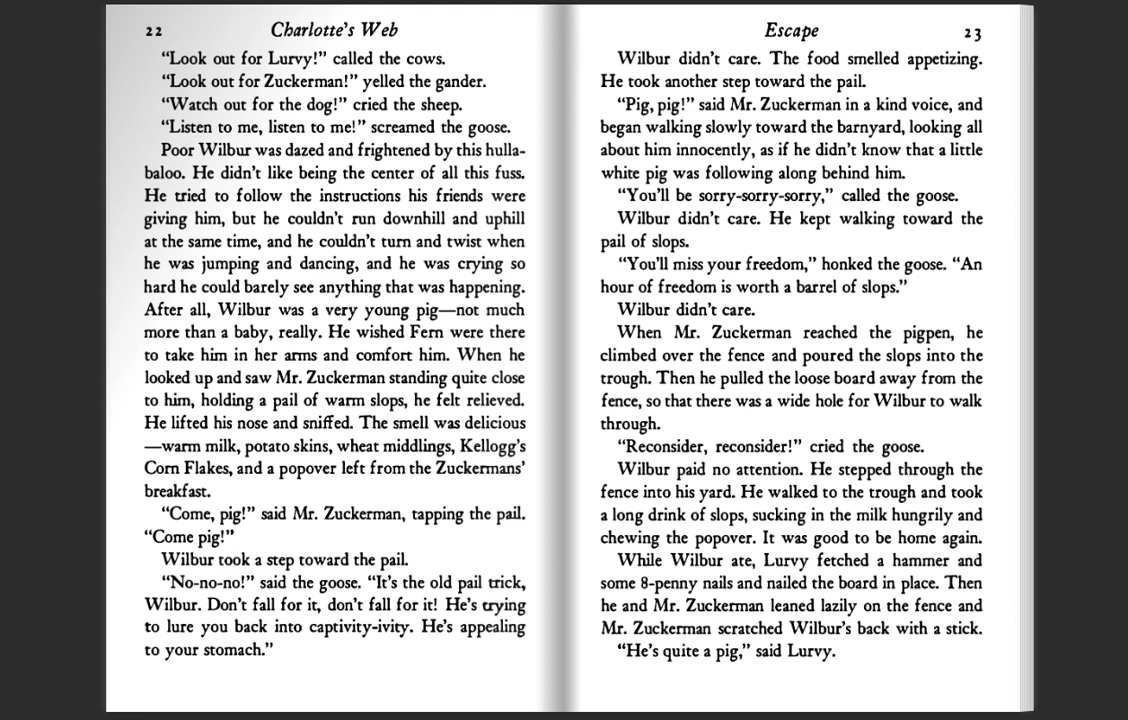 22 Charlotte's Web
“Look out for Lurvy!” called the cows.
“Look out for Zuckerman!” yelled the gander.
“Watch out for the dog!” cried the sheep.
“Listen to me, listen to me!” screamed the goose.
Poor Wilbur was dazed and frightened by this hulla-
baloo. He didn’t like being the center of all this fuss.
He tried to follow the instructions his friends were
giving him, but he couldn’t run downhill and uphill
at the same time, and he couldn’t turn and twist when
he was jumping and dancing, and he was crying so
hard he could barely see anything that was happening.
After all, Wilbur was a very young pig—not much
more than a baby, really. He wished Fern were there
to take him in her arms and comfort him. When he
looked up and saw Mr. Zuckerman standing quite close
to him, holding a pail of warm slops, he felt relieved.
He lifted his nose and sniffed. The smell was delicious
—warm milk, potato skins, wheat middlings, Kellogg’s
Corn Flakes, and a popover left from the Zuckermans’
breakfast.
“Come, pig!” said Mr. Zuckerman, tapping the pail.
“Come pig!”
Wilbur took a step toward the pail.
“No-no-no!” said the goose. “It’s the old pail trick,
Wilbur. Don’t fall for it, don’t fall for it! He’s trying
to lure you back into captivity-ivity. He’s appealing
to your stomach.”
Escape 23
Wilbur didn’t care. The food smelled appetizing.
He took another step toward the pail.
“Pig, pig!” said Mr. Zuckerman in a kind voice, and
began walking slowly toward the barnyard, looking all
about him innocently, as if he didn’t know that a little
white pig was following along behind him.
“You’ll be sorry-sorry-sorry,” called the goose.
Wilbur didn’t care. He kept walking toward the
pail of slops.
“You’ll miss your freedom,” honked the goose. “An
hour of freedom is worth a barrel of slops.”
Wilbur didn’t care.
When Mr. Zuckerman reached the pigpen, he
climbed over the fence and poured the slops into the
trough. Then he pulled the loose board away from the
fence, so that there was a wide hole for Wilbur to walk
through.
“Reconsider, reconsider!” cried the goose.
Wilbur paid no attention. He stepped through the
fence into his yard. He walked to the trough and took
a long drink of slops, sucking in the milk hungrily and
chewing the popover. It was good to be home again.
While Wilbur ate, Lurvy fetched a hammer and
some 8-penny nails and nailed the board in place. Then
he and Mr. Zuckerman leaned lazily on the fence and
Mr. Zuckerman scratched Wilbur’s back with a stick.
“He’s quite a pig,” said Lurvy.